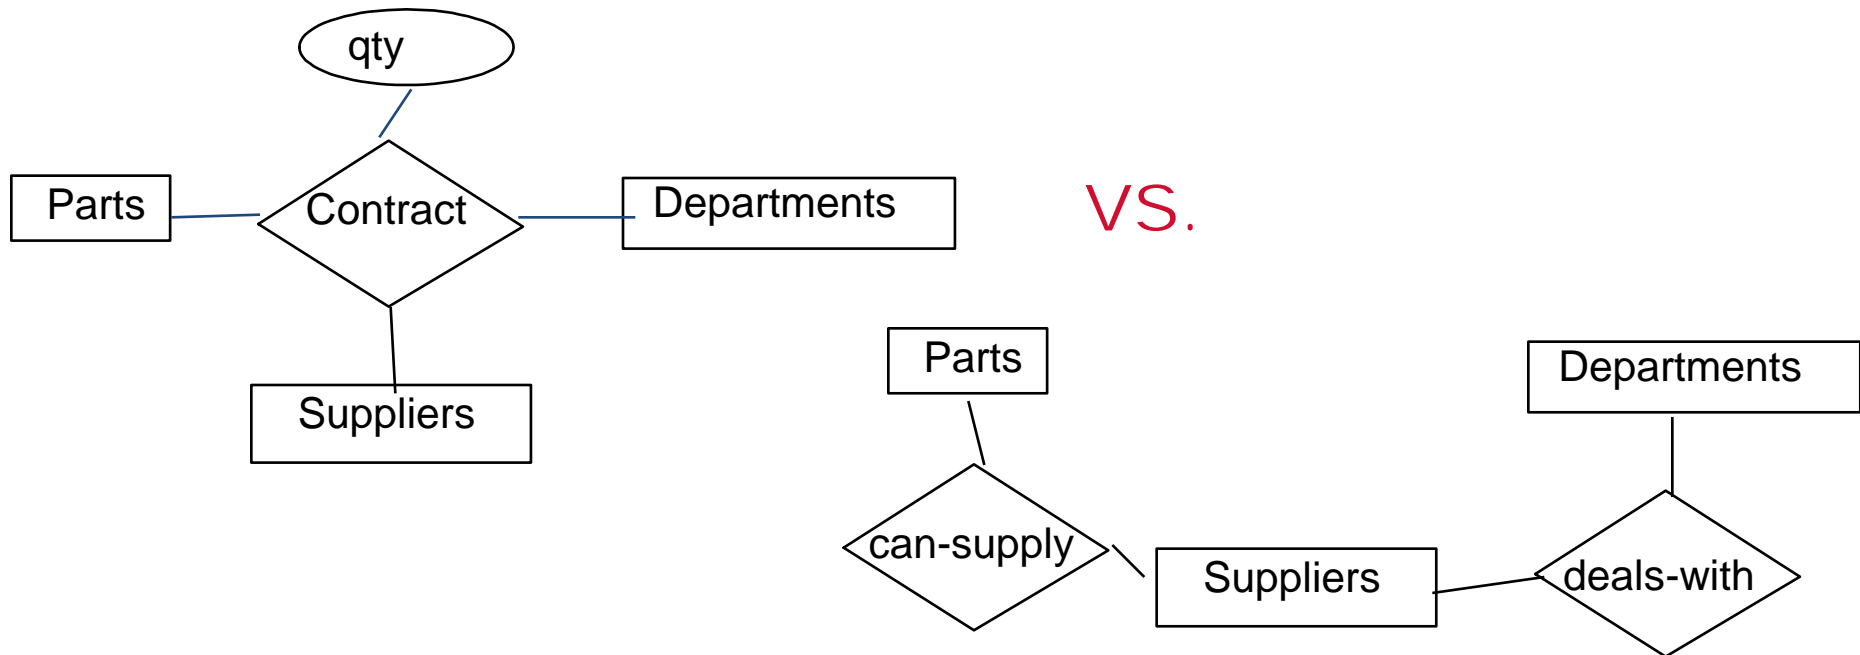 qty
Parts
Contract
Departments
VS.
Suppliers
Parts
Departments
can-supply
Suppliers
deals-with